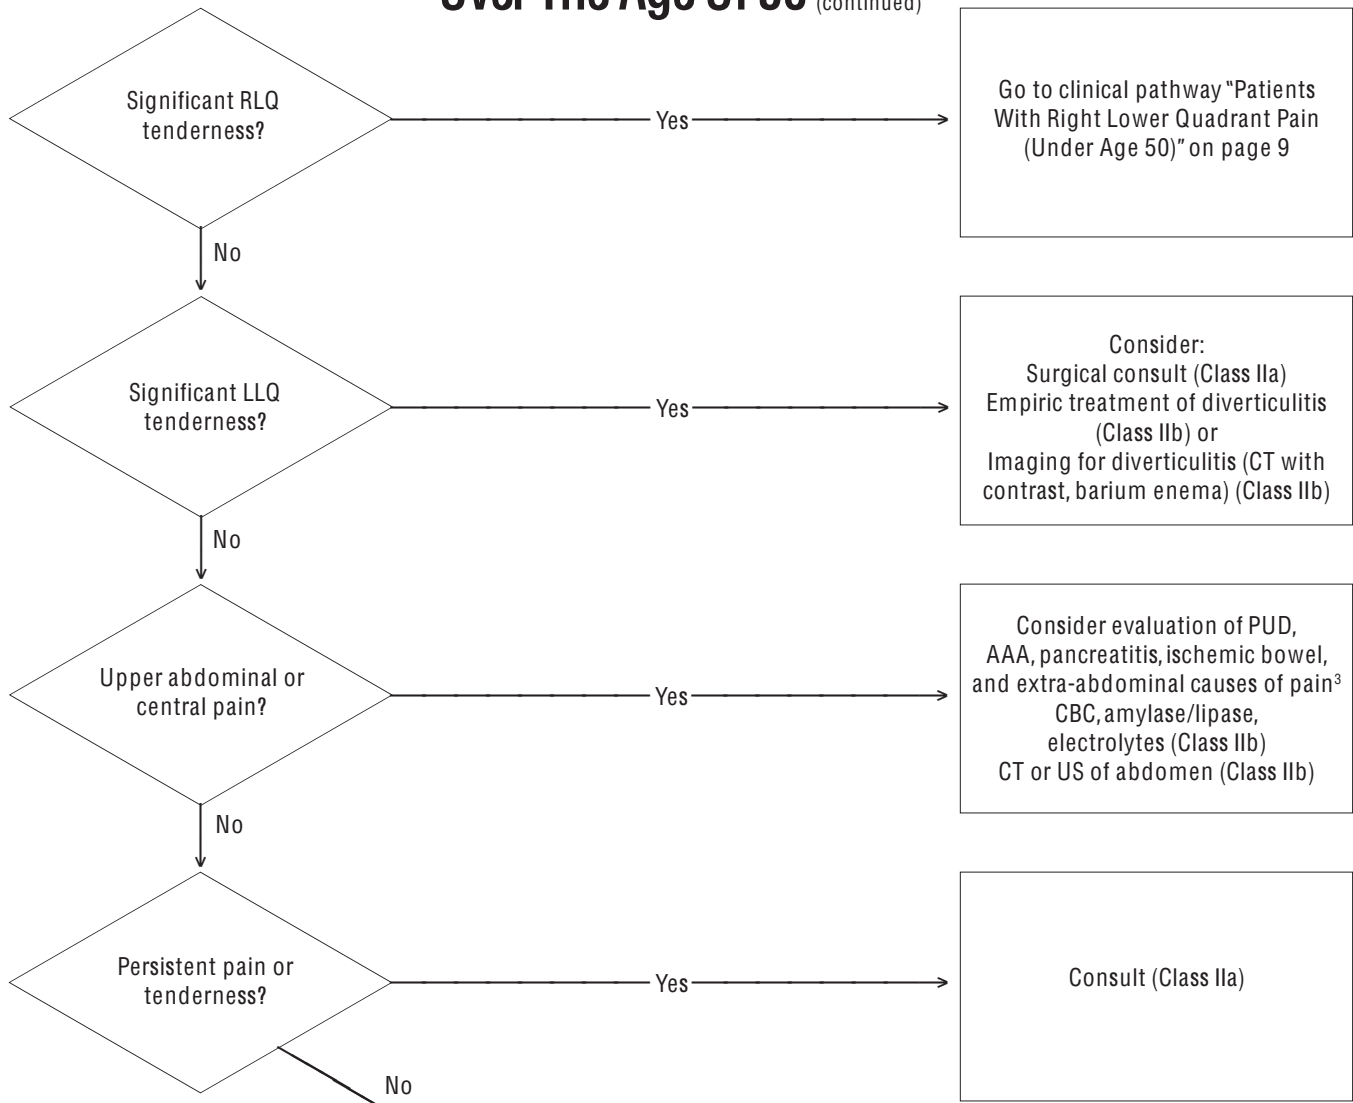 Over The Age Of 50 (continued)
Significant RLQ
tenderness?
Yes
Go to clinical pathway “Patients
With Right Lower Quadrant Pain
(Under Age 50)” on page 9
No
Significant LLQ
tenderness?
Yes
Consider:
Surgical consult (Class IIa)
Empiric treatment of diverticulitis
(Class IIb) or
Imaging for diverticulitis (CT with
contrast, barium enema) (Class IIb)
No
Upper abdominal or
central pain?
Yes
Consider evaluation of PUD,
AAA, pancreatitis, ischemic bowel,
and extra-abdominal causes of pain³
CBC, amylase/lipase,
electrolytes (Class IIb)
CT or US of abdomen (Class IIb)
No
Persistent pain or
tenderness?
Yes
Consult (Class IIa)
No